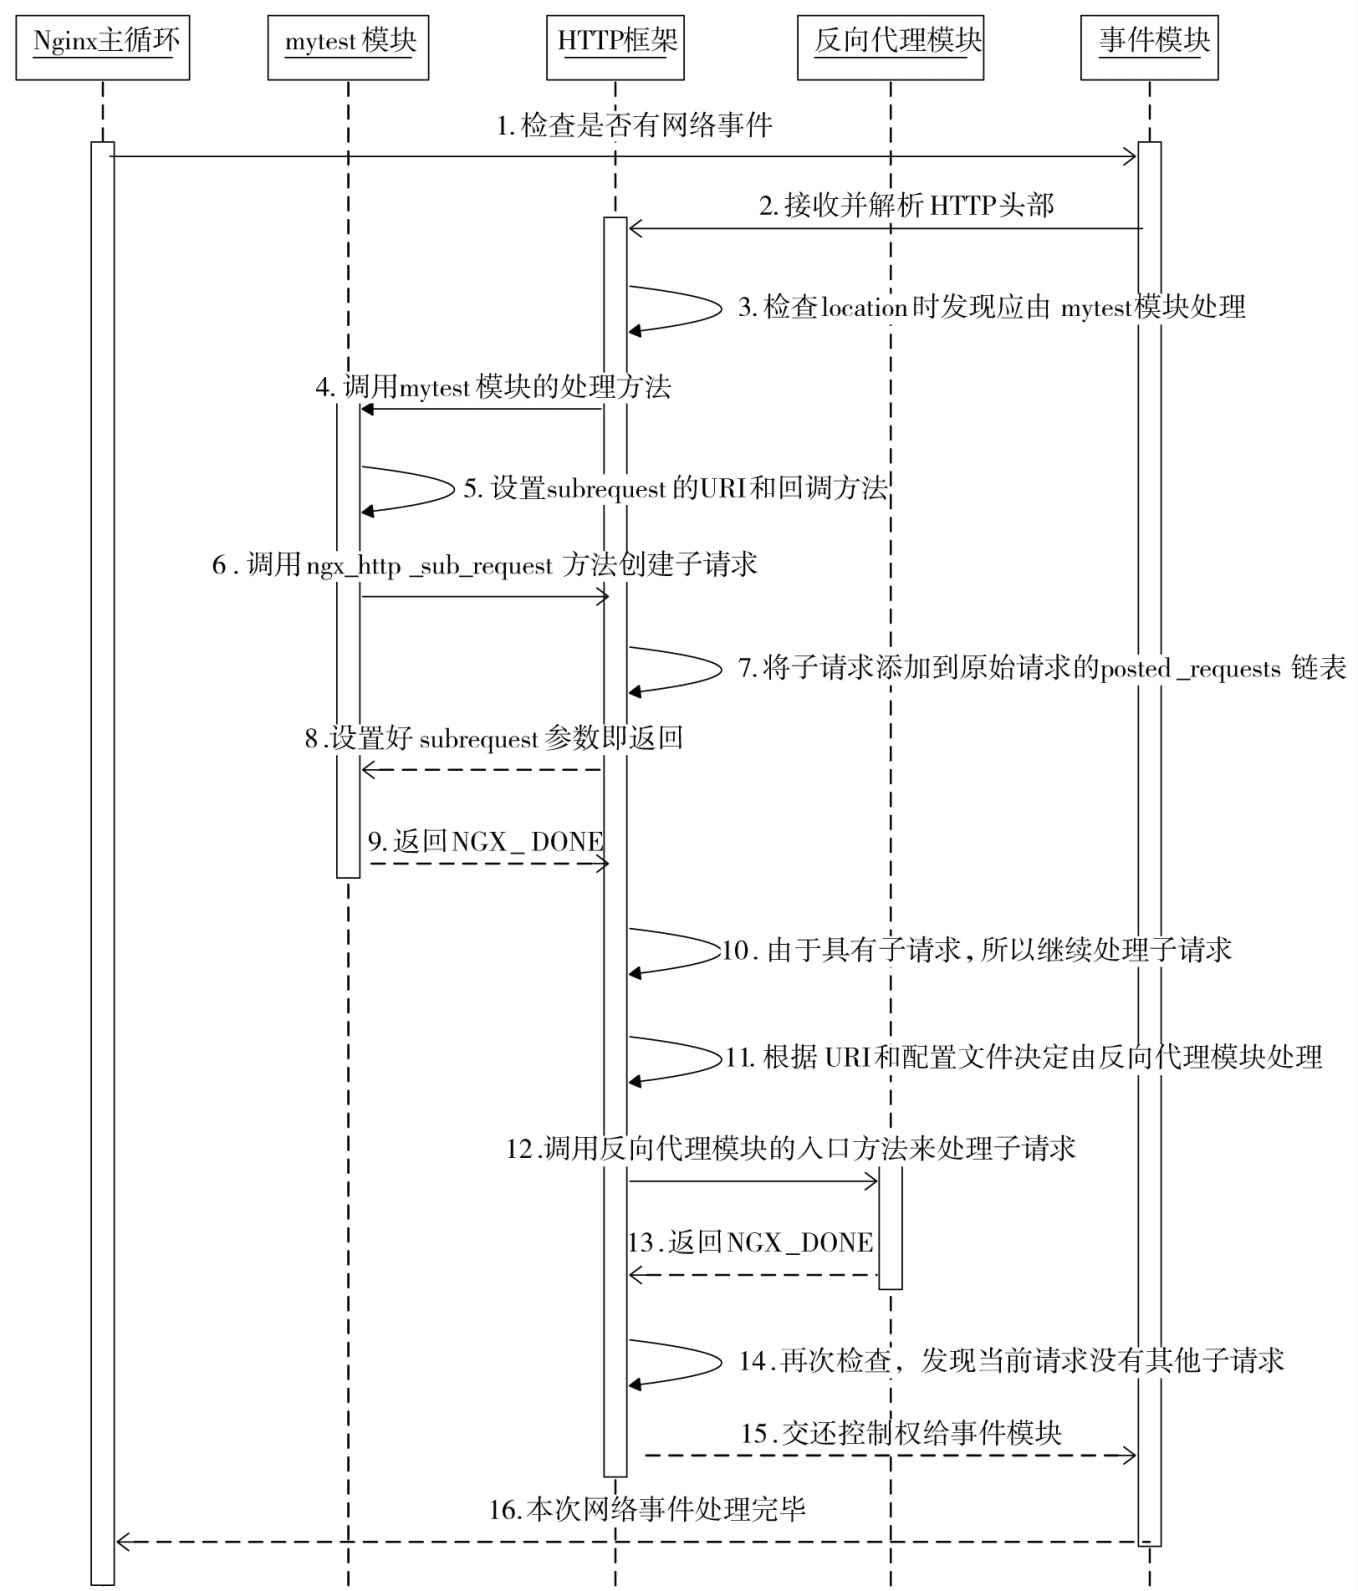 Nginx主循环
mytest 模块
HTTP框架
反向代理模块
事件模块
1.检查是否有网络事件
2.接收并解析 HTTP头部
3.检查location时发现应由 mytest模块处理
4. 调用mytest 模块的处理方法
5. 设置subrequest 的URI和回调方法
6 . 调用 ngx_http _sub_request 方法创建子请求
7.将子请求添加到原始请求的posted _requests 链表
8 .设置好 subrequest 参数即返回
9.返回NGX_ DONE
10. 由于具有子请求,所以继续处理子请求
11. 根据 URI和配置文件决定由反向代理模块处理
12.调用反向代理模块的入口方法来处理子请求
13.返回NGX_DONE
14.再次检查，发现当前请求没有其他子请求
15.交还控制权给事件模块
16.本次网络事件处理完毕